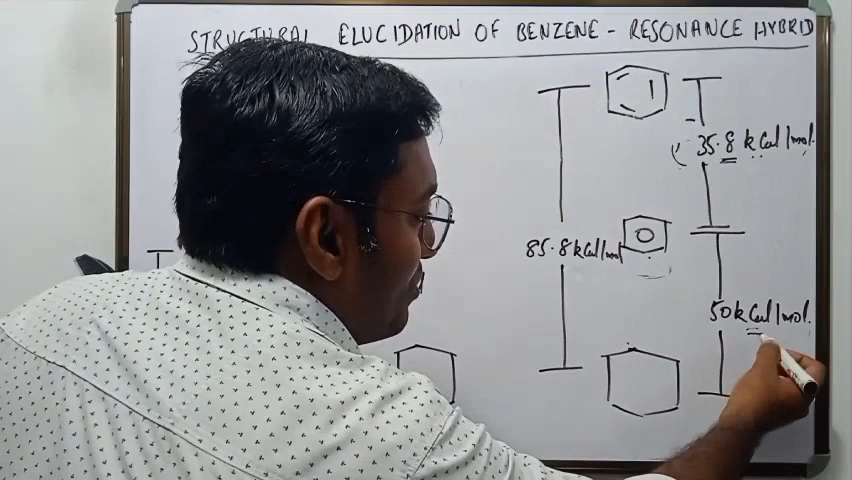 STRUCTURAL ELUCIDATION OF BENZENE - RESONANCE HYBRID
35.8 kCal/mol.
85.8 kCal/mol
50 kCal/mol.